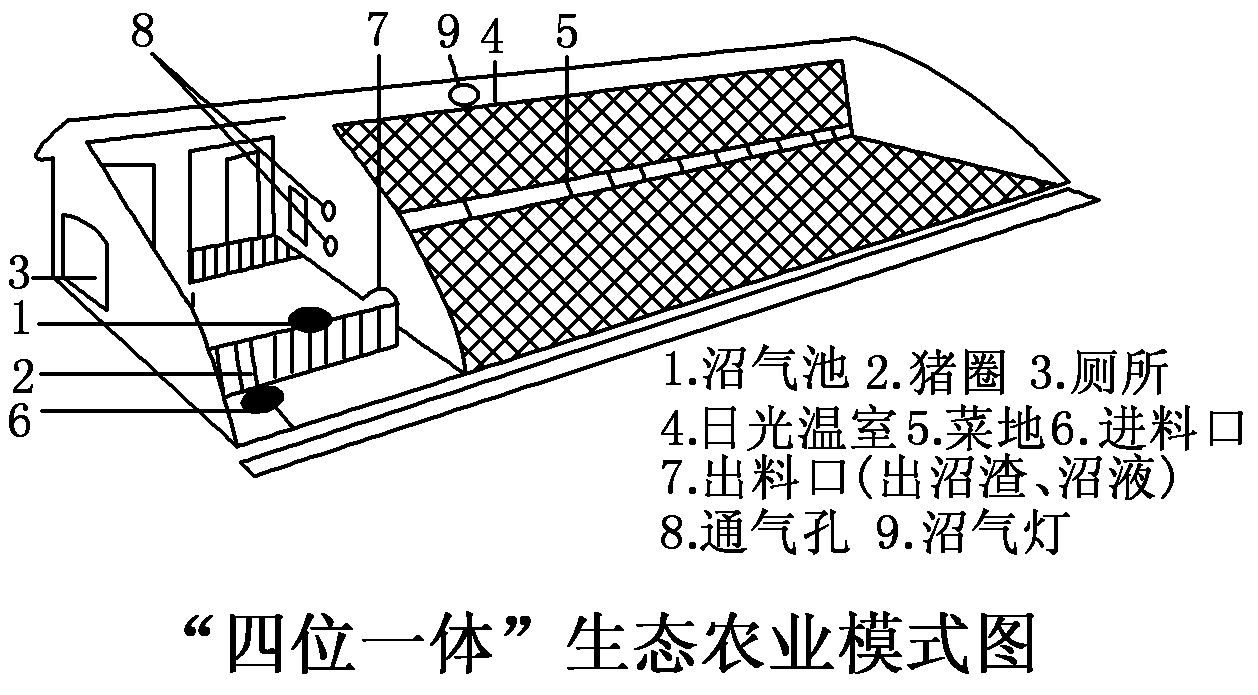 8
7
9
4
5
3
1
2
6
1.沼气池 2.猪圈 3.厕所
4.日光温室5.菜地6.进料口
7.出料口(出沼渣、沼液)
8.通气孔 9.沼气灯
“四位一体”生态农业模式图